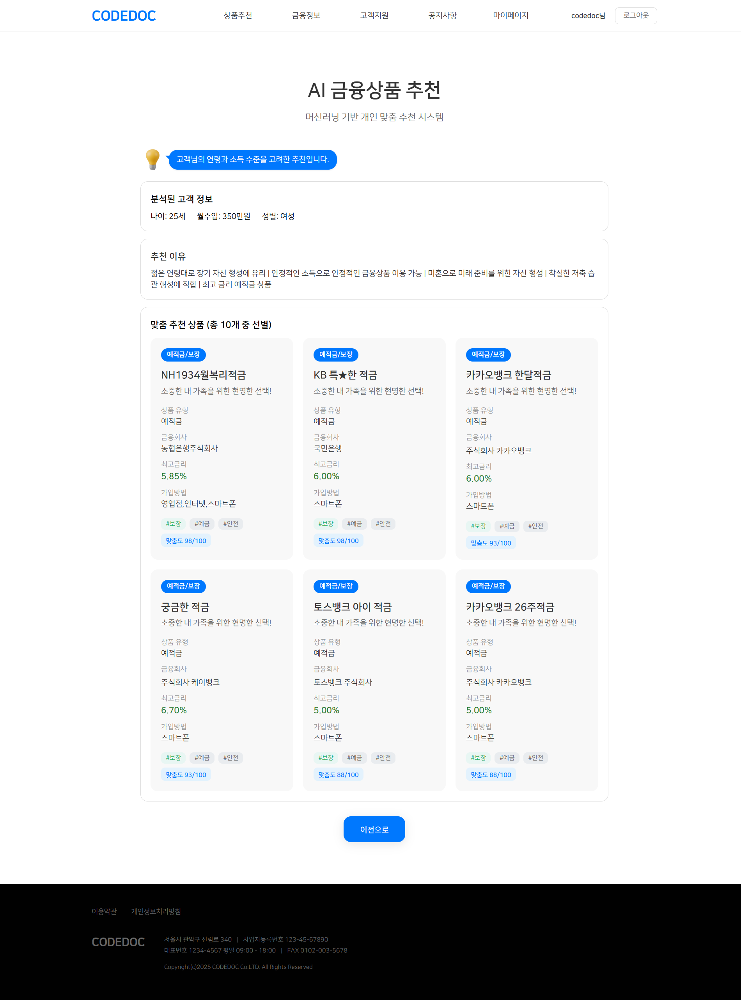 CODEDOC 상품추천 금융정보 고객지원 공지사항 마이페이지 codedoc님 로그아웃
AI 금융상품 추천
머신러닝 기반 개인 맞춤 추천 시스템
고객님의 연령과 소득 수준을 고려한 추천입니다.
분석된 고객 정보
나이: 25세 월수입: 350만원 성별: 여성
추천 이유
젊은 연령대로 장기 자산 형성에 유리 | 안정적인 소득으로 안정적인 금융상품 이용 가능 | 미혼으로 미래 준비를 위한 자산 형성 | 착실한 저축 습
관 형성에 적합 | 최고 금리 예적금 상품
맞춤 추천 상품 (총 10개 중 선별)
예적금/보장
NH1934월복리적금
소중한 내 가족을 위한 현명한 선택!
상품 유형
예적금
금융회사
농협은행주식회사
최고금리
5.85%
가입방법
영업점,인터넷,스마트폰
#보장 #예금 #안전
맞춤도 98/100
예적금/보장
KB 특★한 적금
소중한 내 가족을 위한 현명한 선택!
상품 유형
예적금
금융회사
국민은행
최고금리
6.00%
가입방법
스마트폰
#보장 #예금 #안전
맞춤도 98/100
예적금/보장
카카오뱅크 한달적금
소중한 내 가족을 위한 현명한 선택!
상품 유형
예적금
금융회사
주식회사 카카오뱅크
최고금리
6.00%
가입방법
스마트폰
#보장 #예금 #안전
맞춤도 93/100
예적금/보장
궁금한 적금
소중한 내 가족을 위한 현명한 선택!
상품 유형
예적금
금융회사
주식회사 케이뱅크
최고금리
6.70%
가입방법
스마트폰
#보장 #예금 #안전
맞춤도 93/100
예적금/보장
토스뱅크 아이 적금
소중한 내 가족을 위한 현명한 선택!
상품 유형
예적금
금융회사
토스뱅크 주식회사
최고금리
5.00%
가입방법
스마트폰
#보장 #예금 #안전
맞춤도 88/100
예적금/보장
카카오뱅크 26주적금
소중한 내 가족을 위한 현명한 선택!
상품 유형
예적금
금융회사
주식회사 카카오뱅크
최고금리
5.00%
가입방법
스마트폰
#보장 #예금 #안전
맞춤도 88/100
이전으로
이용약관 개인정보처리방침
CODEDOC
서울시 관악구 신림로 340 | 사업자등록번호 123-45-67890
대표번호 1234-4567 평일 09:00 - 18:00 | FAX 0102-003-5678
Copyright(c)2025 CODEDOC Co.LTD. All Rights Reserved